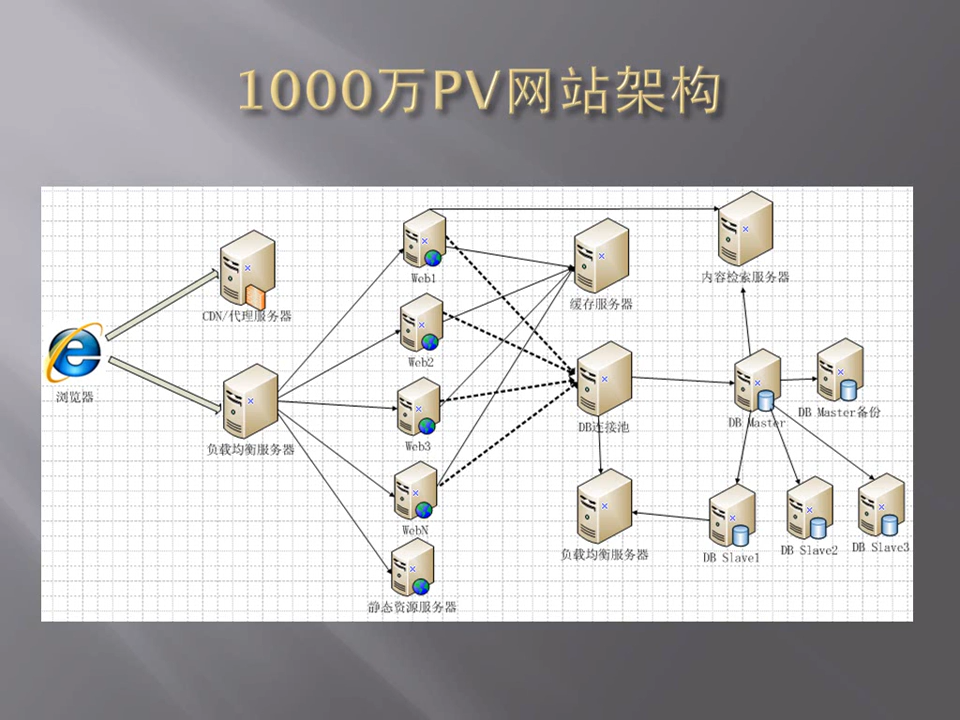 1000万PV网站架构
Web1
内容检索服务器
CDN/代理服务器
缓存服务器
Web2
浏览器
DB Master备份
DB Master
DB连接池
Web3
负载均衡服务器
WebN
负载均衡服务器
DB Slave1
DB Slave2
DB Slave3
静态资源服务器